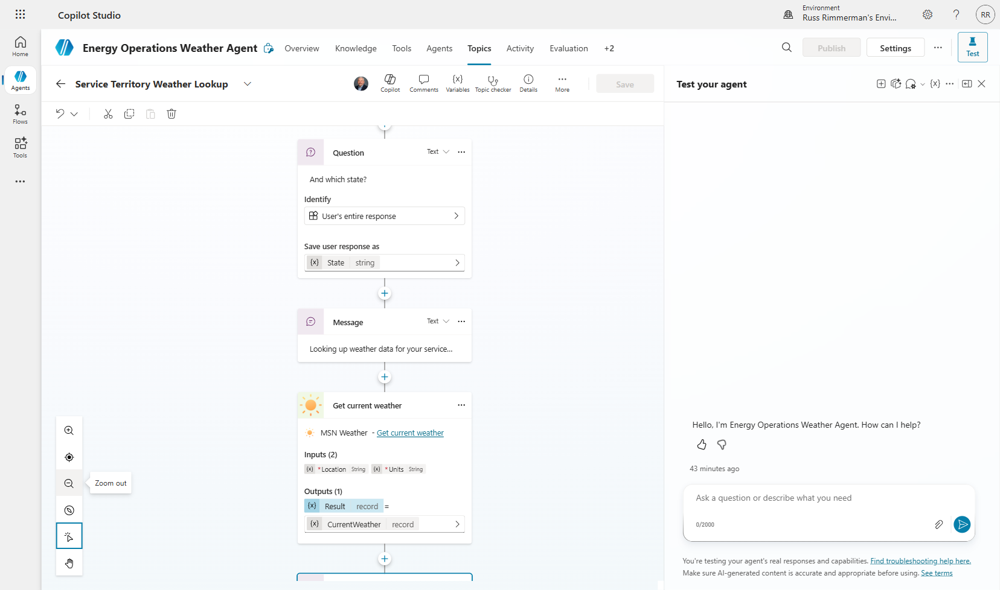 Copilot Studio
Environment
Russ Rimmerman's Envi...
RR
Home
Agents
Flows
Tools
Energy Operations Weather Agent
Overview
Knowledge
Tools
Agents
Topics
Activity
Evaluation
+2
Publish
Settings
Test
Service Territory Weather Lookup
Copilot
Comments
Variables
Topic checker
Details
More
Save
Question
Text
And which state?
Identify
User's entire response
Save user response as
{x} State string
Message
Text
Looking up weather data for your service...
Get current weather
MSN Weather - Get current weather
Inputs (2)
{x} *Location String {x} *Units String
Outputs (1)
{x} Result record =
{x} CurrentWeather record
Zoom out
Test your agent
{x}
Hello, I'm Energy Operations Weather Agent. How can I help?
43 minutes ago
Ask a question or describe what you need
0/2000
You're testing your agent's real responses and capabilities. Find troubleshooting help here.
Make sure AI-generated content is accurate and appropriate before using. See terms